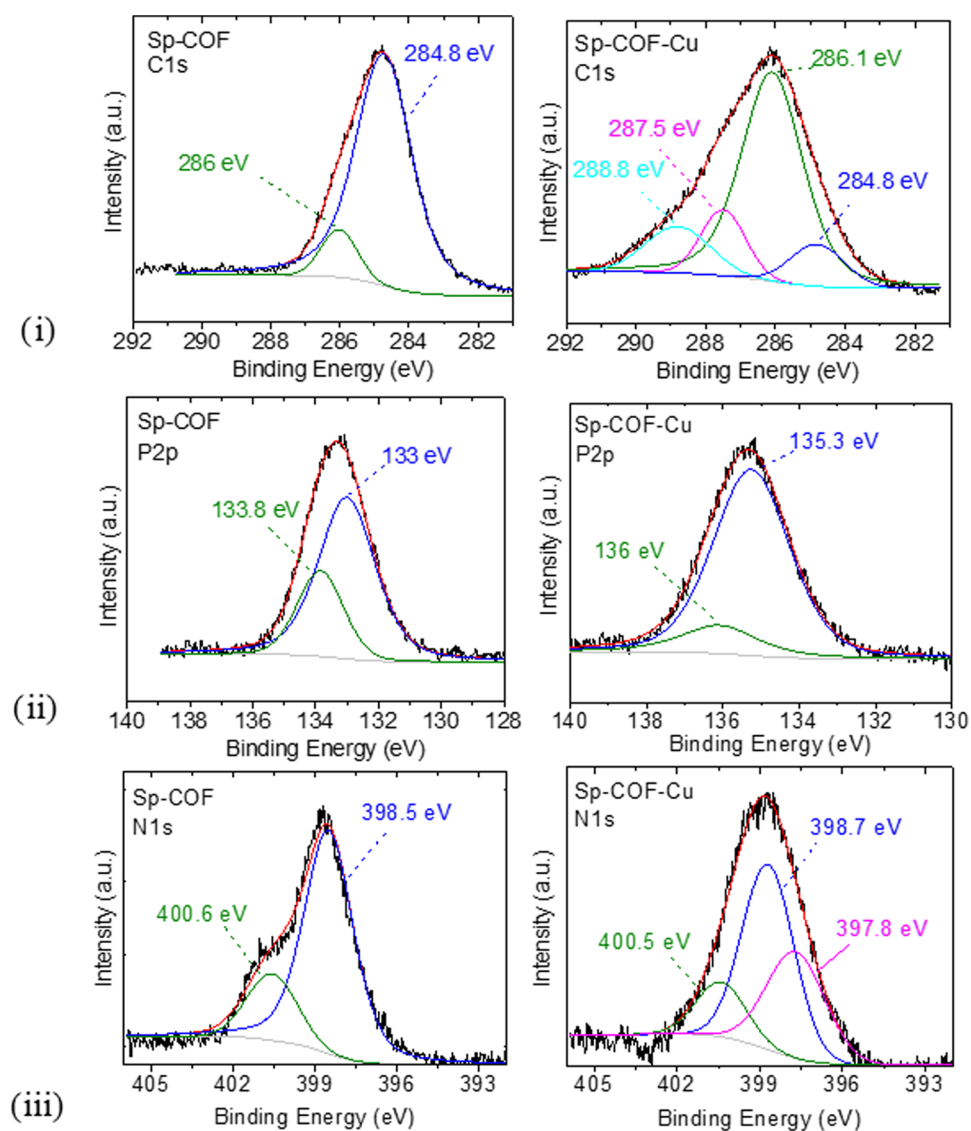 Sp-COF
C1s
284.8 eV
286 eV
Intensity (a.u.)
292 290 288 286 284 282
Binding Energy (eV)
Sp-COF-Cu
C1s
286.1 eV
287.5 eV
288.8 eV
284.8 eV
Intensity (a.u.)
292 290 288 286 284 282
Binding Energy (eV)
(i)
Sp-COF
P2p
133 eV
133.8 eV
Intensity (a.u.)
140 138 135 133 130 128
Binding Energy (eV)
Sp-COF-Cu
P2p
135.3 eV
136 eV
Intensity (a.u.)
140 138 136 134 132 130
Binding Energy (eV)
(ii)
Sp-COF
N1s
398.5 eV
400.6 eV
Intensity (a.u.)
405 402 399 396 393
Binding Energy (eV)
Sp-COF-Cu
N1s
398.7 eV
397.8 eV
400.5 eV
Intensity (a.u.)
405 402 399 396 393
Binding Energy (eV)
(iii)